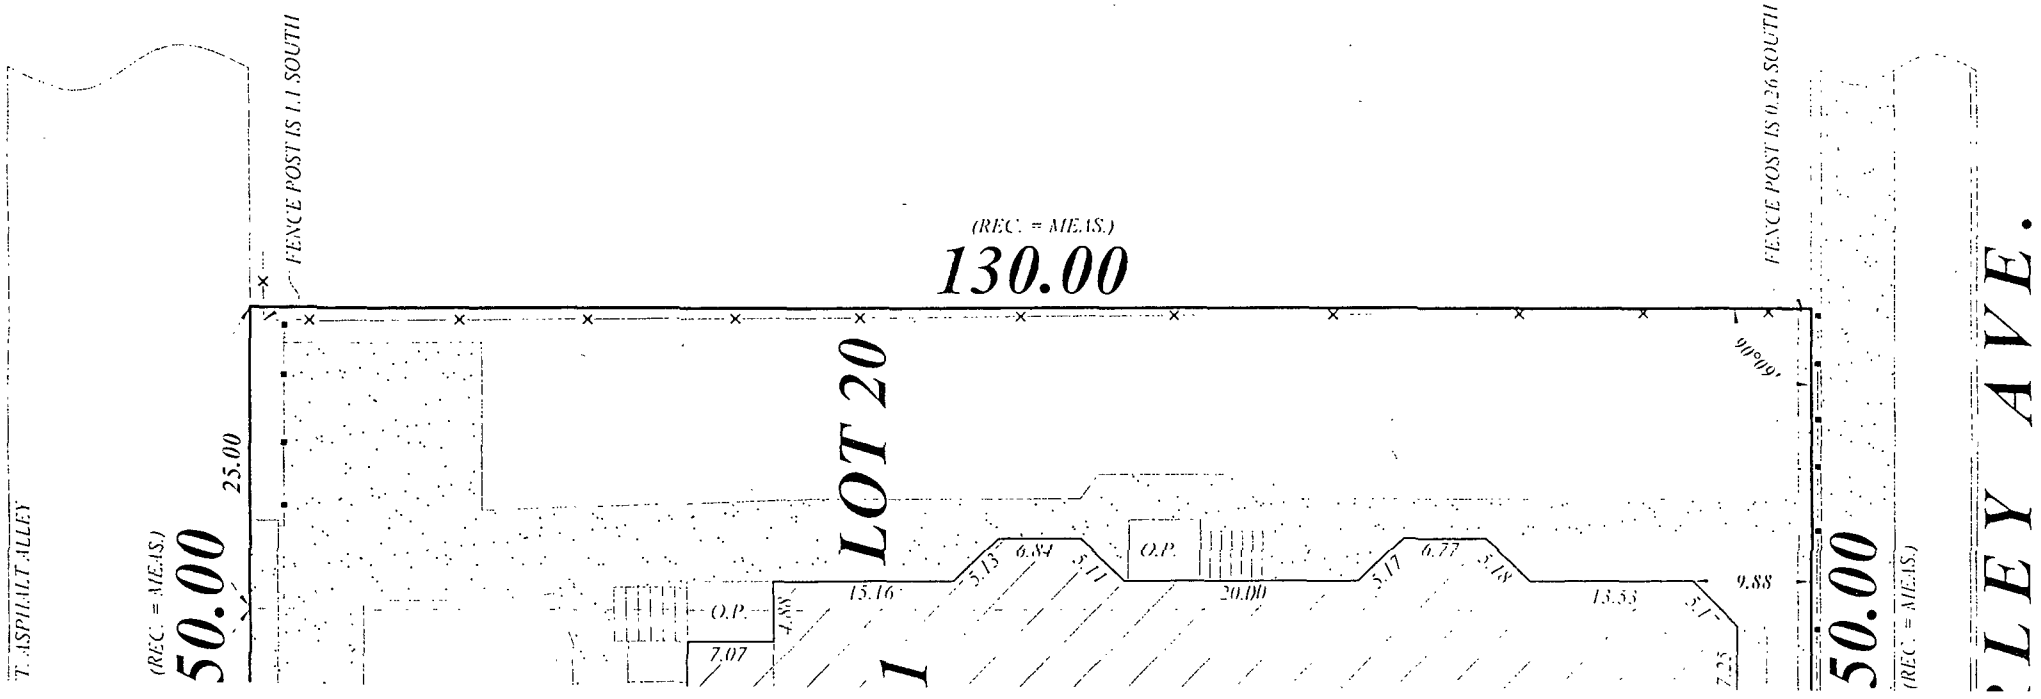 FENCE POST IS 1.1 SOUTH
FENCE POST IS 0.26 SOUTH
(REC. = MEAS.)
130.00
90°09'
LOT 20
25.00
T. ASPHALT ALLEY
(REC. = MEAS.)
50.00
O.P.
7.07
4.88
15.16
5.13
6.84
5.11
O.P.
20.00
5.17
6.77
5.18
13.53
5.1
9.88
7.25
1
50.00
(REC. = MEAS.)
LEY AVE.